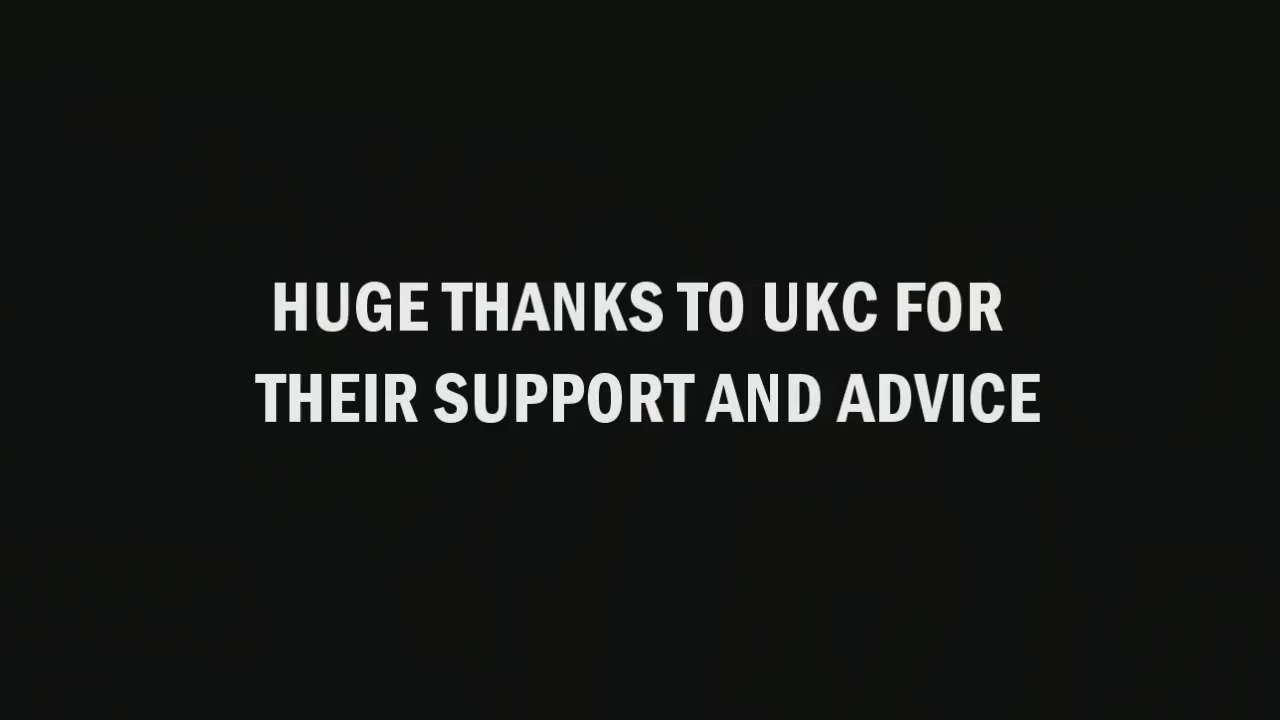 HUGE THANKS TO UKC FOR
THEIR SUPPORT AND ADVICE